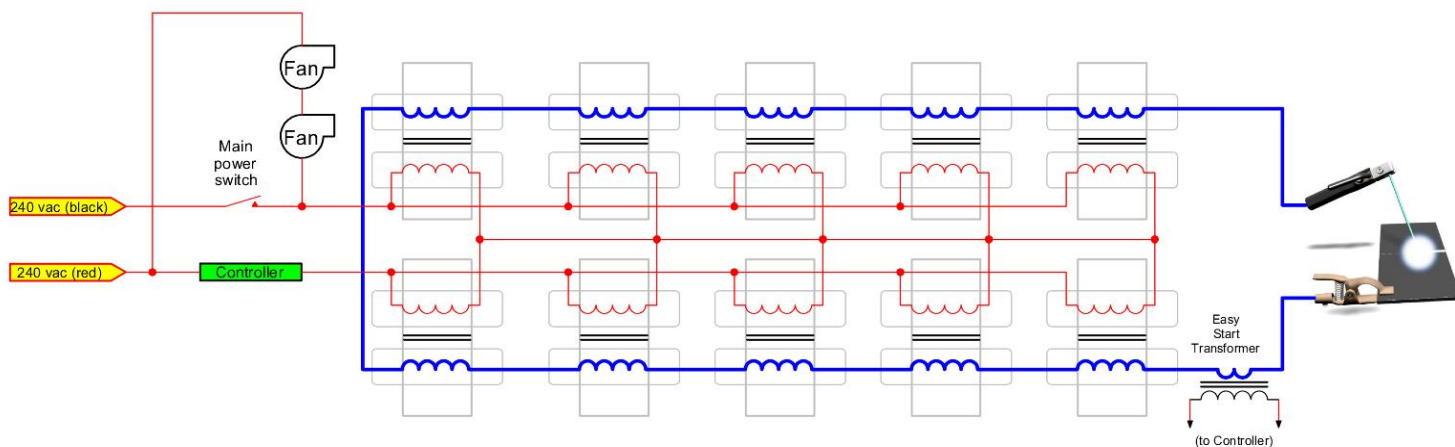 Fan
Fan
Main
power
switch
240 vac (black)
240 vac (red)
Controller
Easy
Start
Transformer
(to Controller)